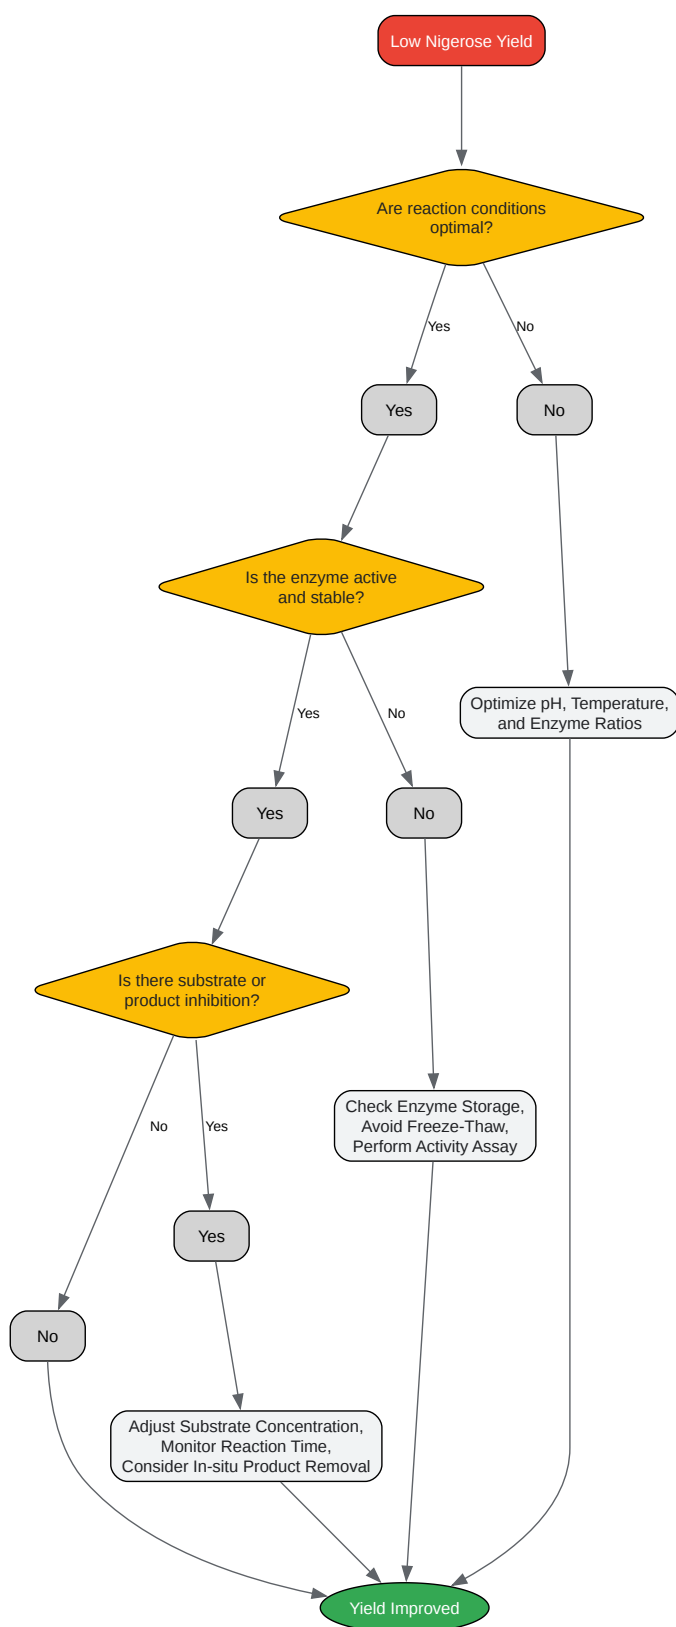 Low Nigerose Yield
Are reaction conditions
optimal?
Yes
No
Yes
No
Is the enzyme active
and stable?
Optimize pH, Temperature,
and Enzyme Ratios
Yes
No
Yes
No
Is there substrate or
product inhibition?
Check Enzyme Storage,
Avoid Freeze-Thaw,
Perform Activity Assay
No
Yes
Yes
No
Adjust Substrate Concentration,
Monitor Reaction Time,
Consider In-situ Product Removal
Yield Improved